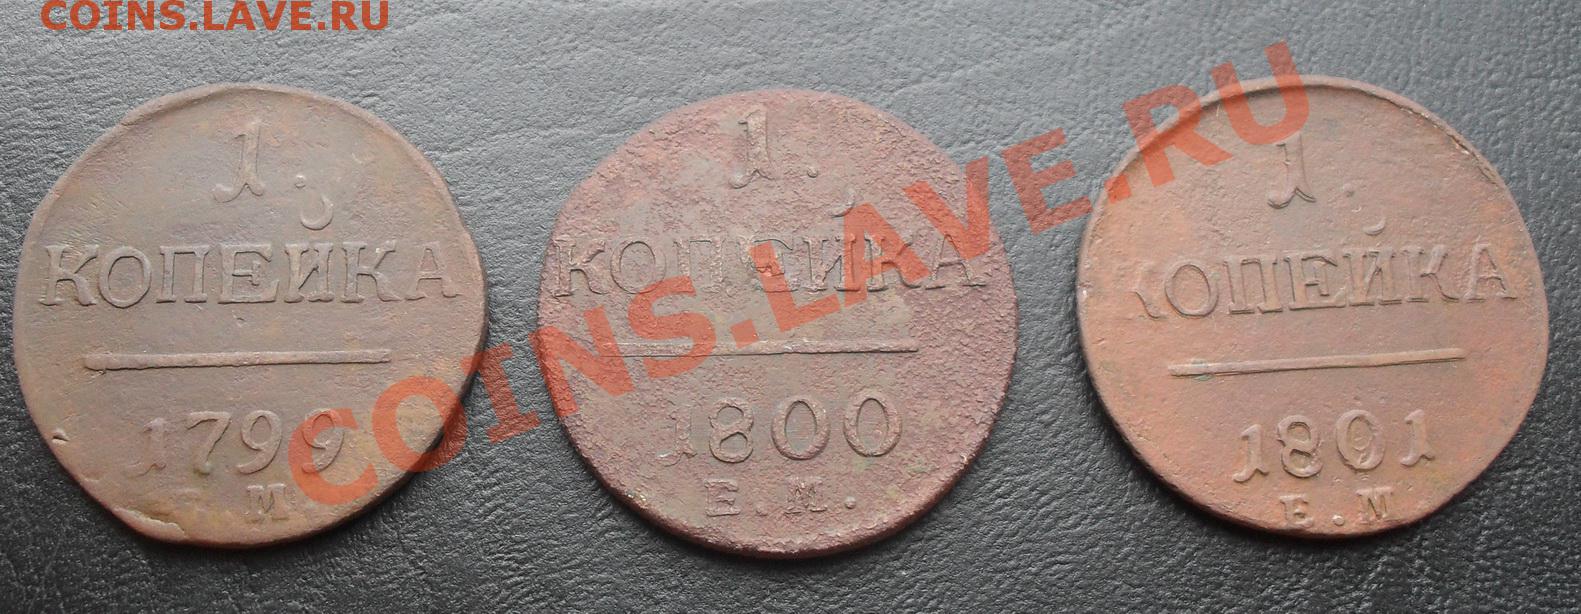 COINS.LAVE.RU
1.
КОПЕЙКА
1799
Е.М
1.
КОПЕЙКА
1800
Е.М.
1.
КОПЕЙКА
1801
Е.М
COINS.LAVE.RU